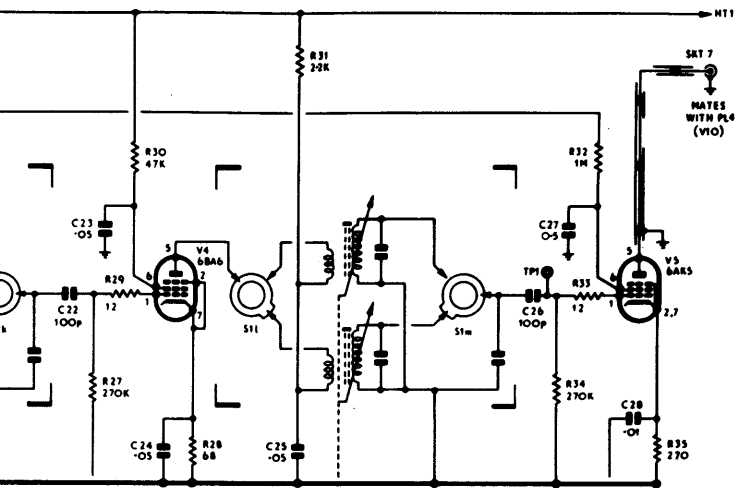 HT1
R31
2·2K
SKT 7
MATES
WITH PL4
(V10)
R30
47K
R32
1M
C23
·05
V4
6BA6
5
2
6
1
7
R29
12
C22
100p
S1l
C27
0·5
TP1
R33
12
C26
100p
S1m
5
V5
6AK5
6
1
2,7
R27
270K
C24
·05
R28
68
C25
·05
R34
270K
C28
·01
R35
270